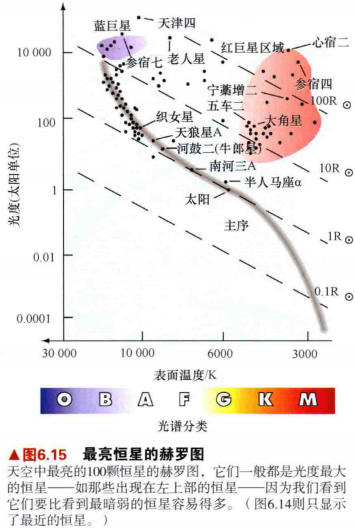 蓝巨星
天津四
红巨星区域
心宿二
10 000
参宿七
老人星
宁藁增二
参宿四
五车二
100R⊙
100
织女星
大角星
天狼星A
河鼓二(牛郎星)
10R⊙
南河三A
光度(太阳单位)
1
半人马座α
太阳
1R⊙
主序
0.01
0.1R⊙
0.0001
30 000
10 000
6000
3000
表面温度/K
O B A F G K M
光谱分类
▲图6.15 最亮恒星的赫罗图
天空中最亮的100颗恒星的赫罗图，它们一般都是光度最大
的恒星——如那些出现在左上部的恒星——因为我们看到
它们要比看到最暗弱的恒星容易得多。（图6.14则只显示
了最近的恒星。）